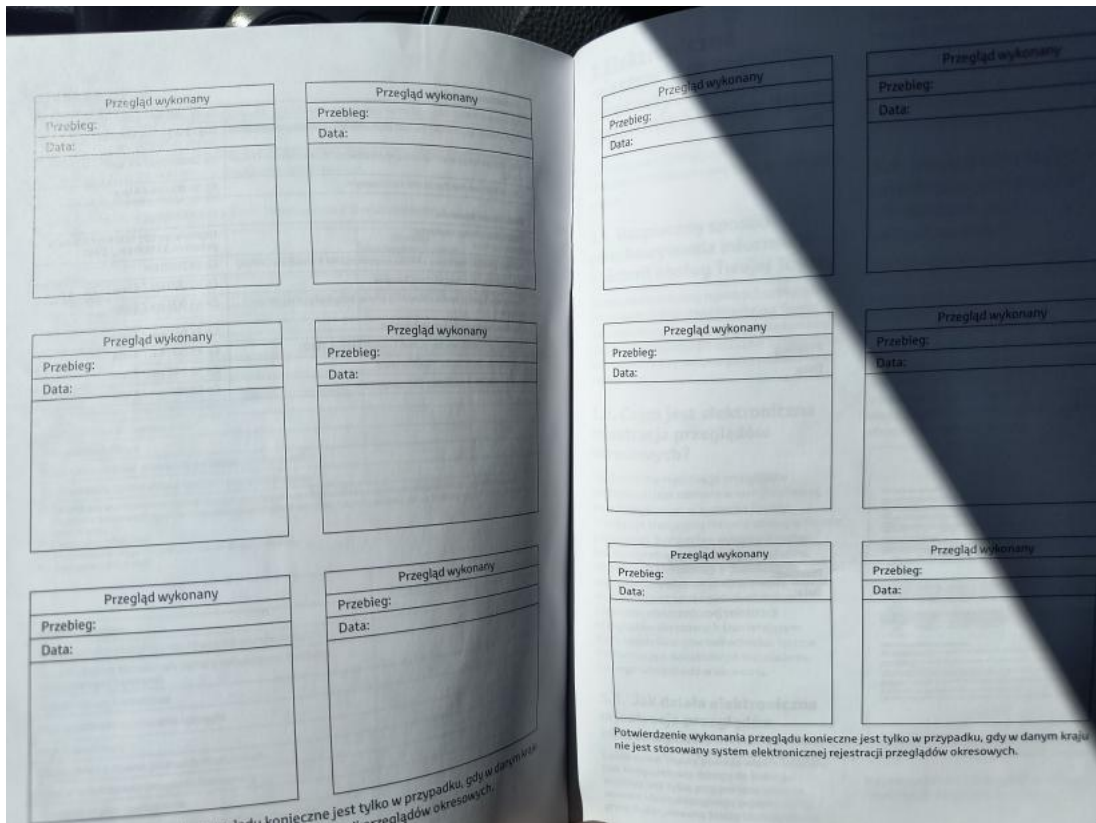 Przegląd wykonany
Przebieg:
Data:
Przegląd wykonany
Przebieg:
Data:
Przegląd wykonany
Przebieg:
Data:
Przegląd wykonany
Przebieg:
Data:
Przegląd wykonany
Przebieg:
Data:
Przegląd wykonany
Przebieg:
Data:
konieczne jest tylko w przypadku, gdy w danym kraju
przeglądów okresowych.
Przegląd wykonany
Przebieg:
Data:
Przegląd wykonany
Przebieg:
Data:
Przegląd wykonany
Przebieg:
Data:
Przegląd wykonany
Przebieg:
Data:
Przegląd wykonany
Przebieg:
Data:
Przegląd wykonany
Przebieg:
Data:
Potwierdzenie wykonania przeglądu konieczne jest tylko w przypadku, gdy w danym kraju
nie jest stosowany system elektronicznej rejestracji przeglądów okresowych.